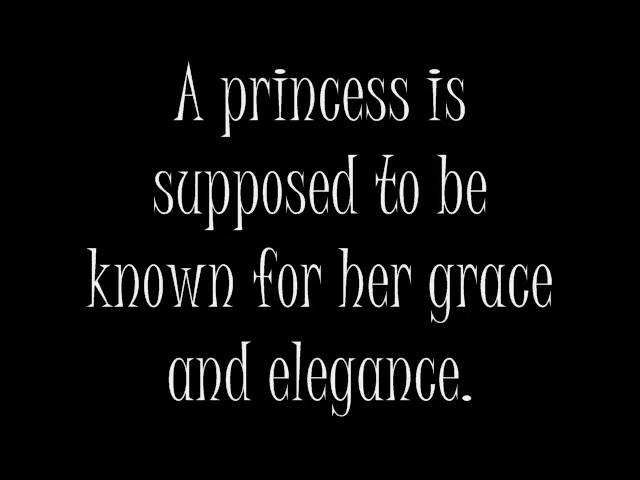 A princess is
supposed to be
known for her grace
and elegance.